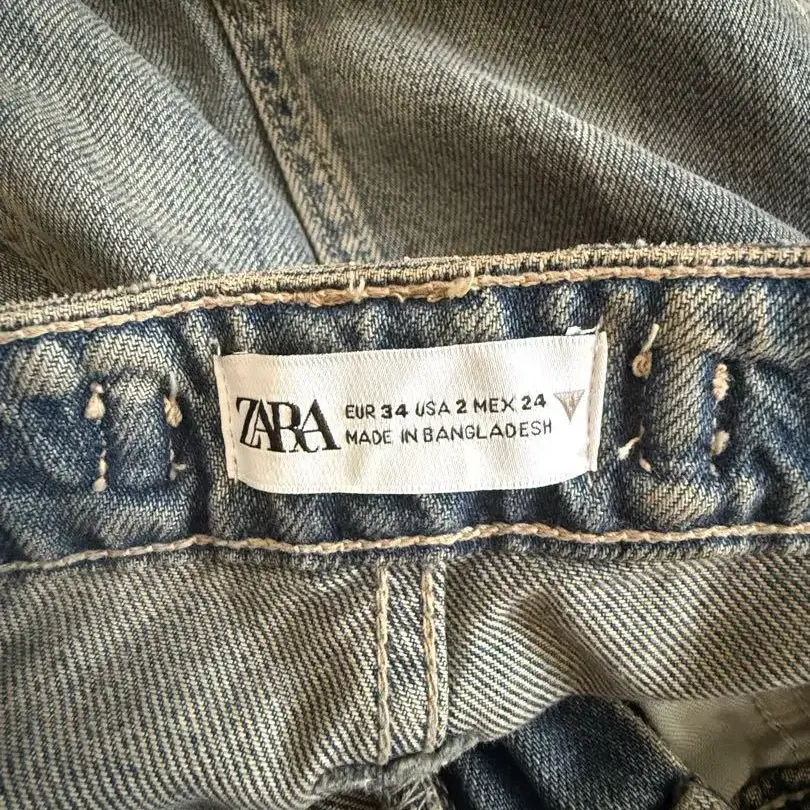 ZARA
EUR 34 USA 2 MEX 24
MADE IN BANGLADESH